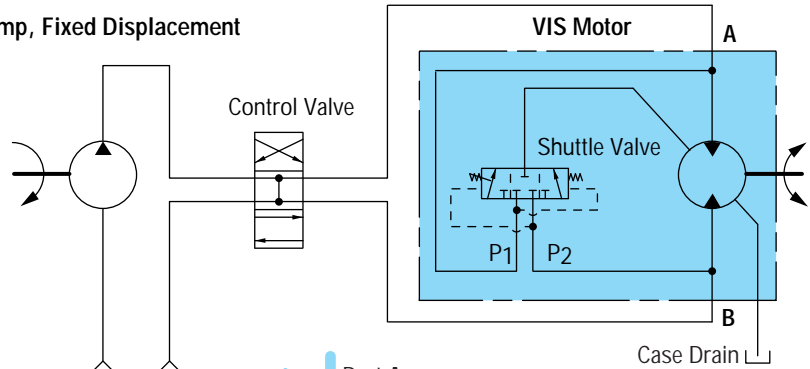 mp, Fixed Displacement
VIS Motor
A
Control Valve
Shuttle Valve
P1
P2
B
Case Drain